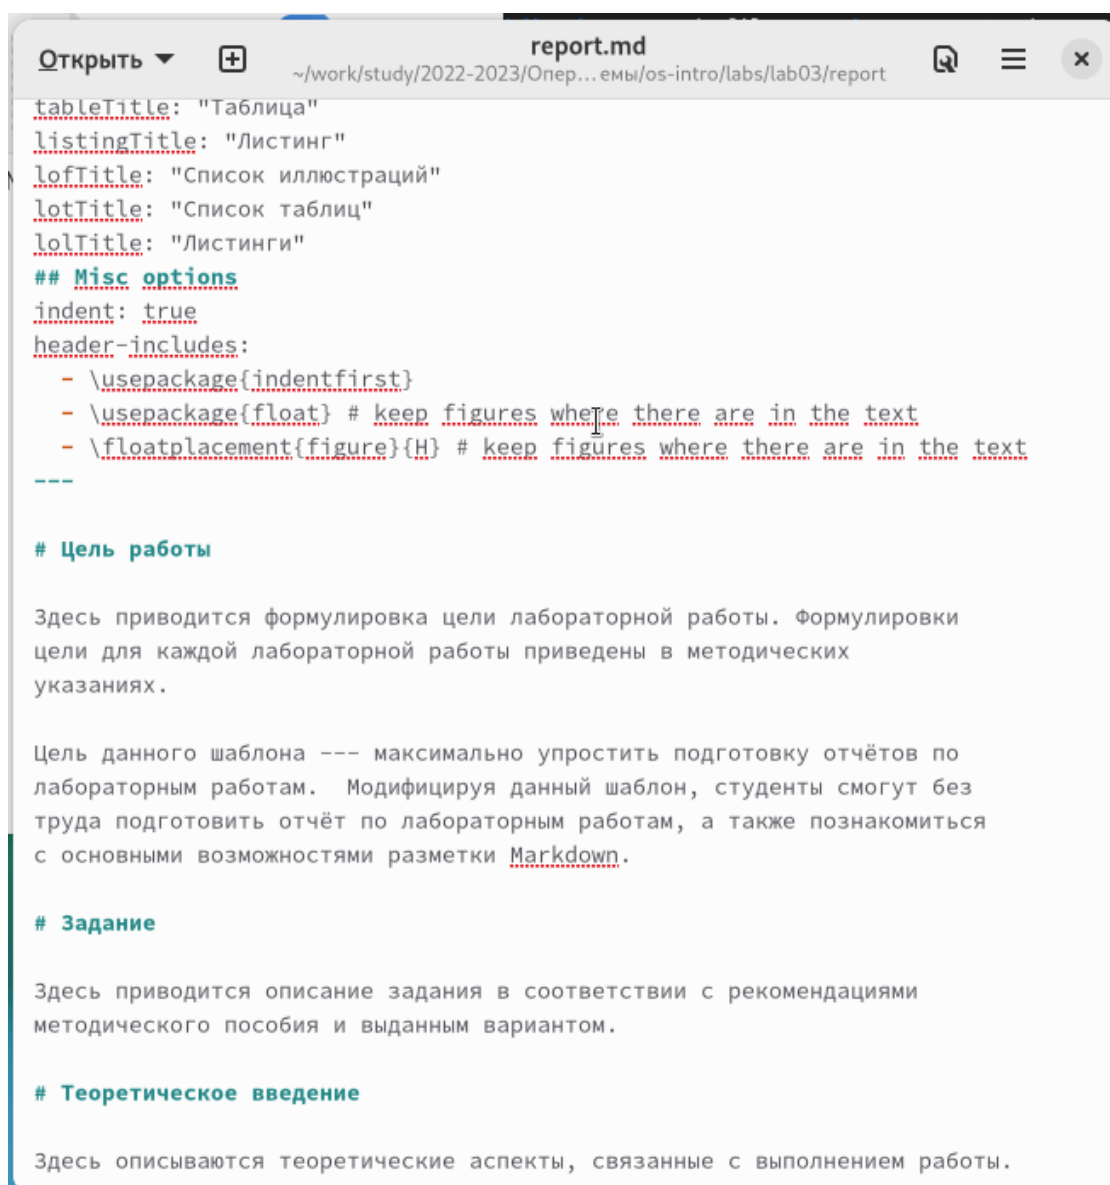 Открыть
report.md
~/work/study/2022-2023/Опер…емы/os-intro/labs/lab03/report
tableTitle: "Таблица"
listingTitle: "Листинг"
lofTitle: "Список иллюстраций"
lotTitle: "Список таблиц"
lolTitle: "Листинги"
## Misc options
indent: true
header-includes:
  - \usepackage{indentfirst}
  - \usepackage{float} # keep figures where there are in the text
  - \floatplacement{figure}{H} # keep figures where there are in the text
---
# Цель работы
Здесь приводится формулировка цели лабораторной работы. Формулировки
цели для каждой лабораторной работы приведены в методических
указаниях.
Цель данного шаблона --- максимально упростить подготовку отчётов по
лабораторным работам.  Модифицируя данный шаблон, студенты смогут без
труда подготовить отчёт по лабораторным работам, а также познакомиться
с основными возможностями разметки Markdown.
# Задание
Здесь приводится описание задания в соответствии с рекомендациями
методического пособия и выданным вариантом.
# Теоретическое введение
Здесь описываются теоретические аспекты, связанные с выполнением работы.